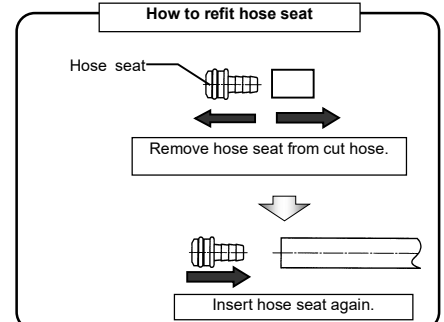 How to refit hose seat
Hose seat
Remove hose seat from cut hose.
Insert hose seat again.